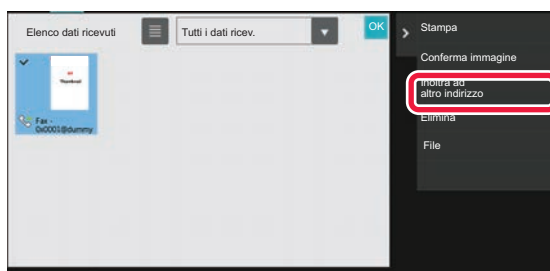 Elenco dati ricevuti
Tutti i dati ricev.
OK
Thumbnail
Fax -
0x0001@dummy
Stampa
Conferma immagine
Inoltra ad
altro indirizzo
Elimina
File